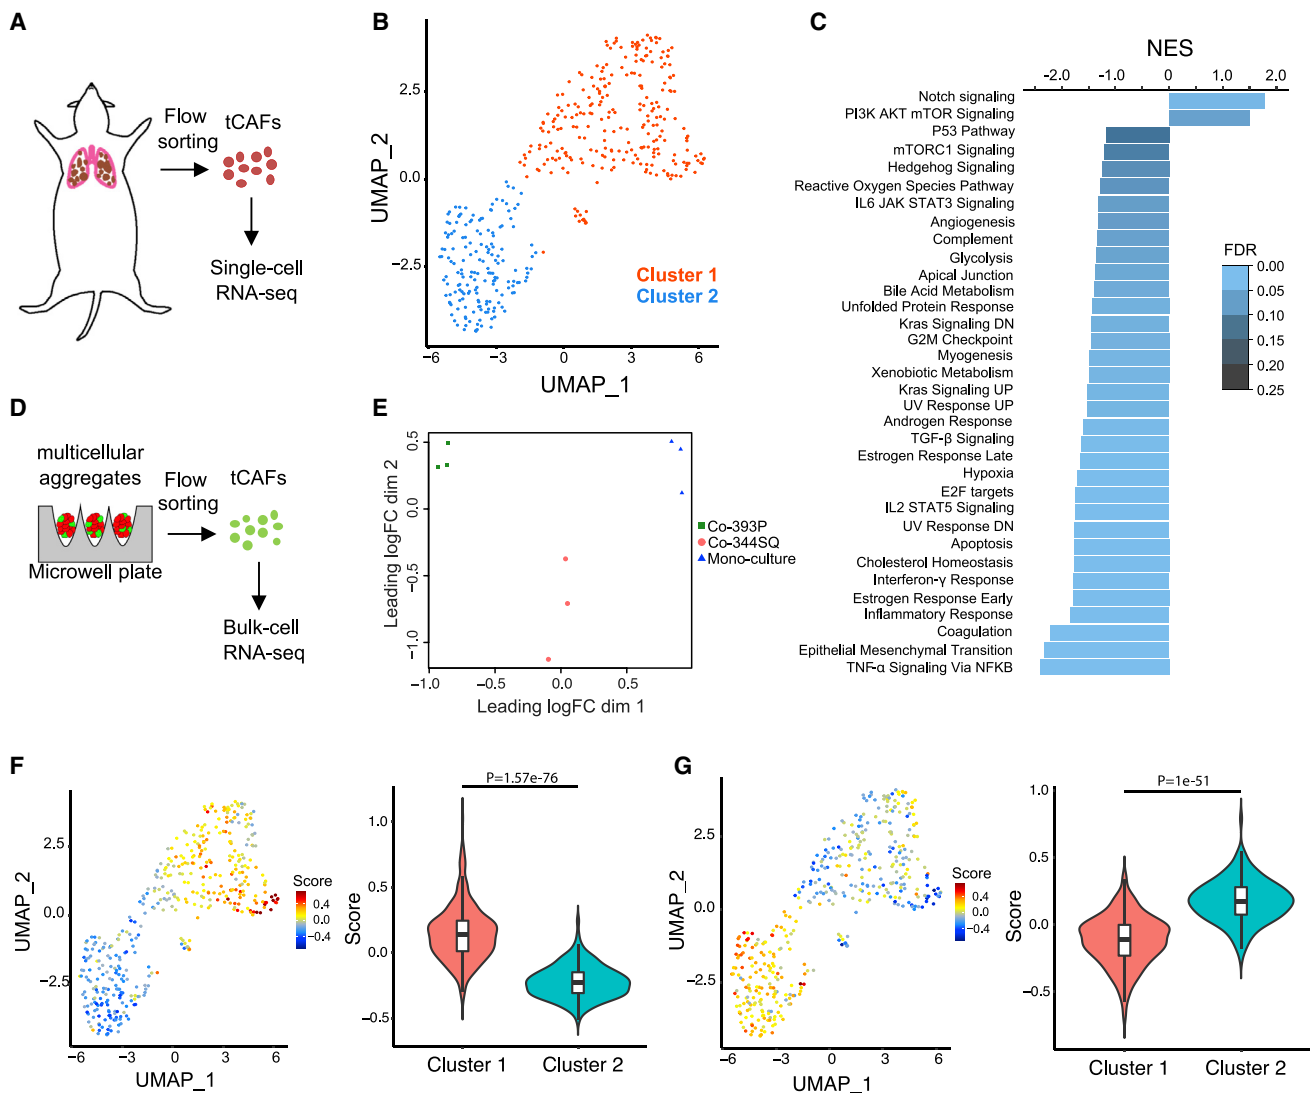 A
Flow
sorting
tCAFs
Single-cell
RNA-seq
B
UMAP_2
2.5
0.0
−2.5
Cluster 1
Cluster 2
−6
−3
0
3
6
UMAP_1
C
NES
−2.0
−1.0
0
1.0
2.0
Notch signaling
PI3K AKT mTOR Signaling
P53 Pathway
mTORC1 Signaling
Hedgehog Signaling
Reactive Oxygen Species Pathway
IL6 JAK STAT3 Signaling
Angiogenesis
Complement
Glycolysis
Apical Junction
Bile Acid Metabolism
Unfolded Protein Response
Kras Signaling DN
G2M Checkpoint
Myogenesis
Xenobiotic Metabolism
Kras Signaling UP
UV Response UP
Androgen Response
TGF-β Signaling
Estrogen Response Late
Hypoxia
E2F targets
IL2 STAT5 Signaling
UV Response DN
Apoptosis
Cholesterol Homeostasis
Interferon-γ Response
Estrogen Response Early
Inflammatory Response
Coagulation
Epithelial Mesenchymal Transition
TNF-α Signaling Via NFKB
FDR
0.00
0.05
0.10
0.15
0.20
0.25
D
multicellular
aggregates
Flow
sorting
tCAFs
Microwell plate
Bulk-cell
RNA-seq
E
Leading logFC dim 2
0.5
0.0
−0.5
−1.0
−1.0
−0.5
0.0
0.5
Leading logFC dim 1
Co-393P
Co-344SQ
Mono-culture
F
UMAP_2
2.5
0.0
−2.5
−6
−3
0
3
6
UMAP_1
Score
0.4
0.0
−0.4
P=1.57e-76
Score
1.0
0.5
0.0
−0.5
Cluster 1
Cluster 2
G
UMAP_2
2.5
0.0
−2.5
−6
−3
0
3
6
UMAP_1
Score
0.4
0.0
−0.4
P=1e-51
Score
1.0
0.5
0.0
−0.5
Cluster 1
Cluster 2